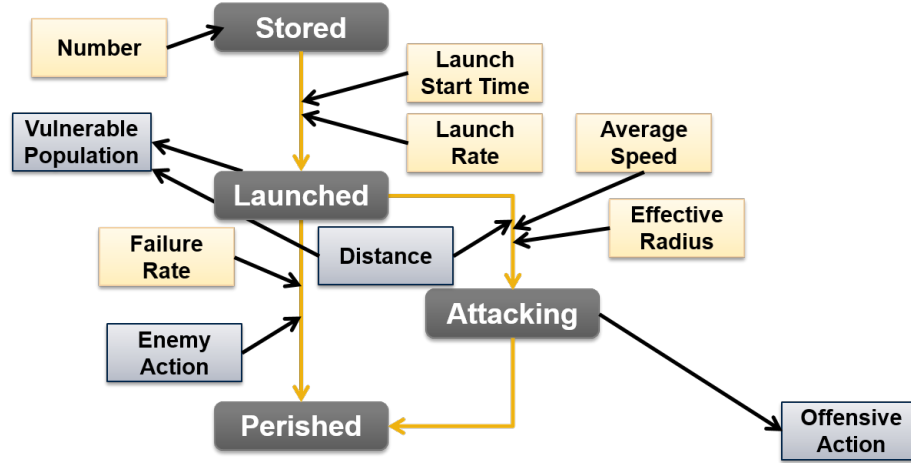 Stored
Number
Launch
Start Time
Vulnerable
Population
Launch
Rate
Average
Speed
Launched
Effective
Radius
Failure
Rate
Distance
Attacking
Enemy
Action
Perished
Offensive
Action